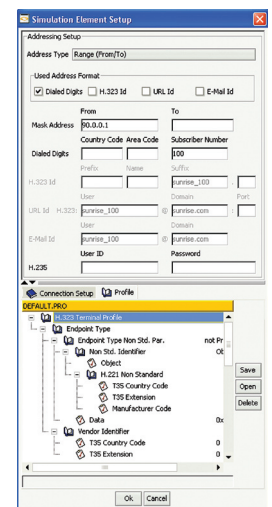 Simulation Element Setup
Addressing Setup
Address Type Range (From/To)
Used Address Format
Dialed Digits H.323 Id URL Id E-Mail Id
From To
Mask Address 90.0.0.1
Country Code Area Code Subscriber Number
Dialed Digits 100
Prefix Name Suffix
H.323 Id sunrise_100 .
User Domain Port
URL Id H.323: sunrise_100 @ sunrise.com :
User Domain
E-Mail Id sunrise_100 @ sunrise.com
User ID Password
H.235
Connection Setup Profile
DEFAULT.PRO
H.323 Terminal Profile
Endpoint Type
Endpoint Type Non Std. Par. not Pr
Non Std. Identifier Ob
Object
H.221 Non Standard
T35 Country Code
T35 Extension
Manufacturer Code
Data 0x
Vendor Identifier
T35 Country Code 0
T35 Extension 0
Save
Open
Delete
Ok Cancel